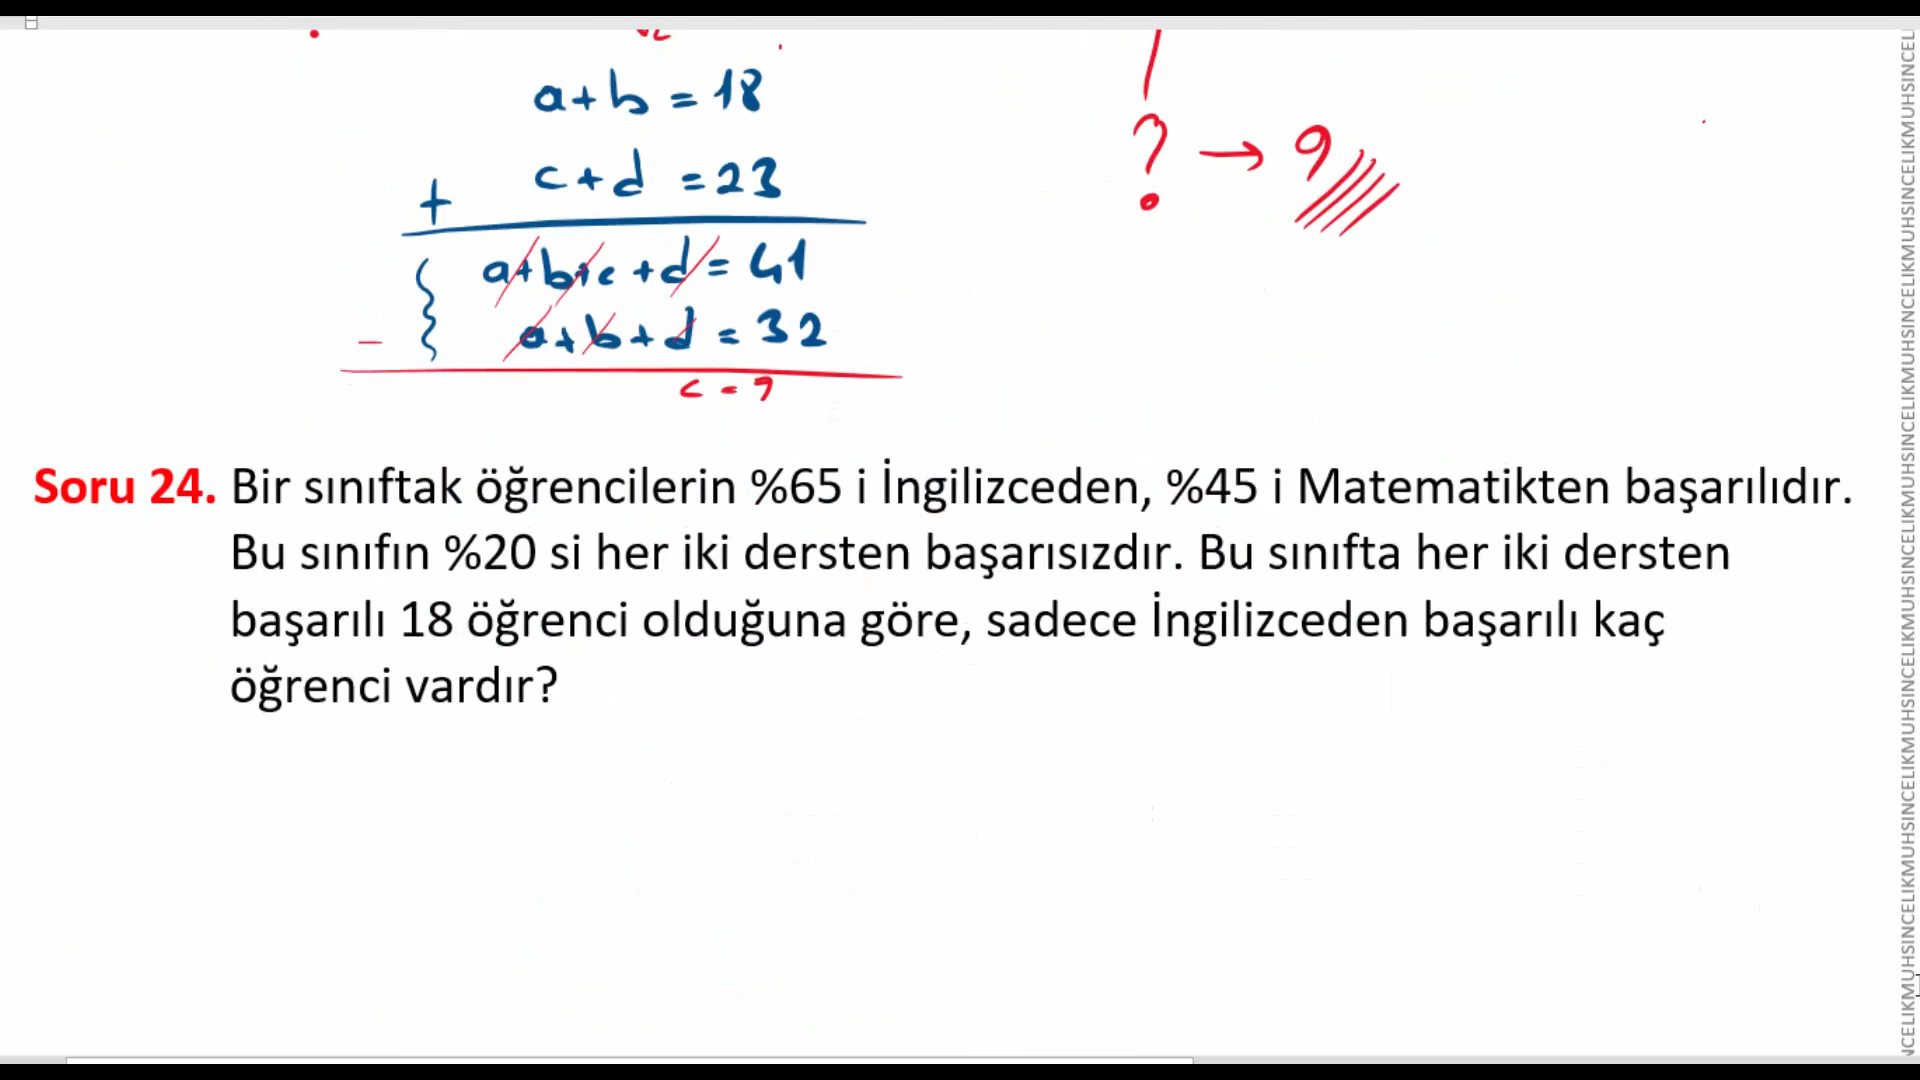 a+b = 18
? → 9
+ c+d = 23
a+b+c+d = 41
- a+b+d = 32
c = 9
Soru 24. Bir sınıftak öğrencilerin %65 i İngilizceden, %45 i Matematikten başarılıdır.
Bu sınıfın %20 si her iki dersten başarısızdır. Bu sınıfta her iki dersten
başarılı 18 öğrenci olduğuna göre, sadece İngilizceden başarılı kaç
öğrenci vardır?
NCELIKMUHSINCELIKMUHSINCELIKMUHSINCELIKMUHSINCELIKMUHSINCELIKMUHSINCELIKMUHSINCEL